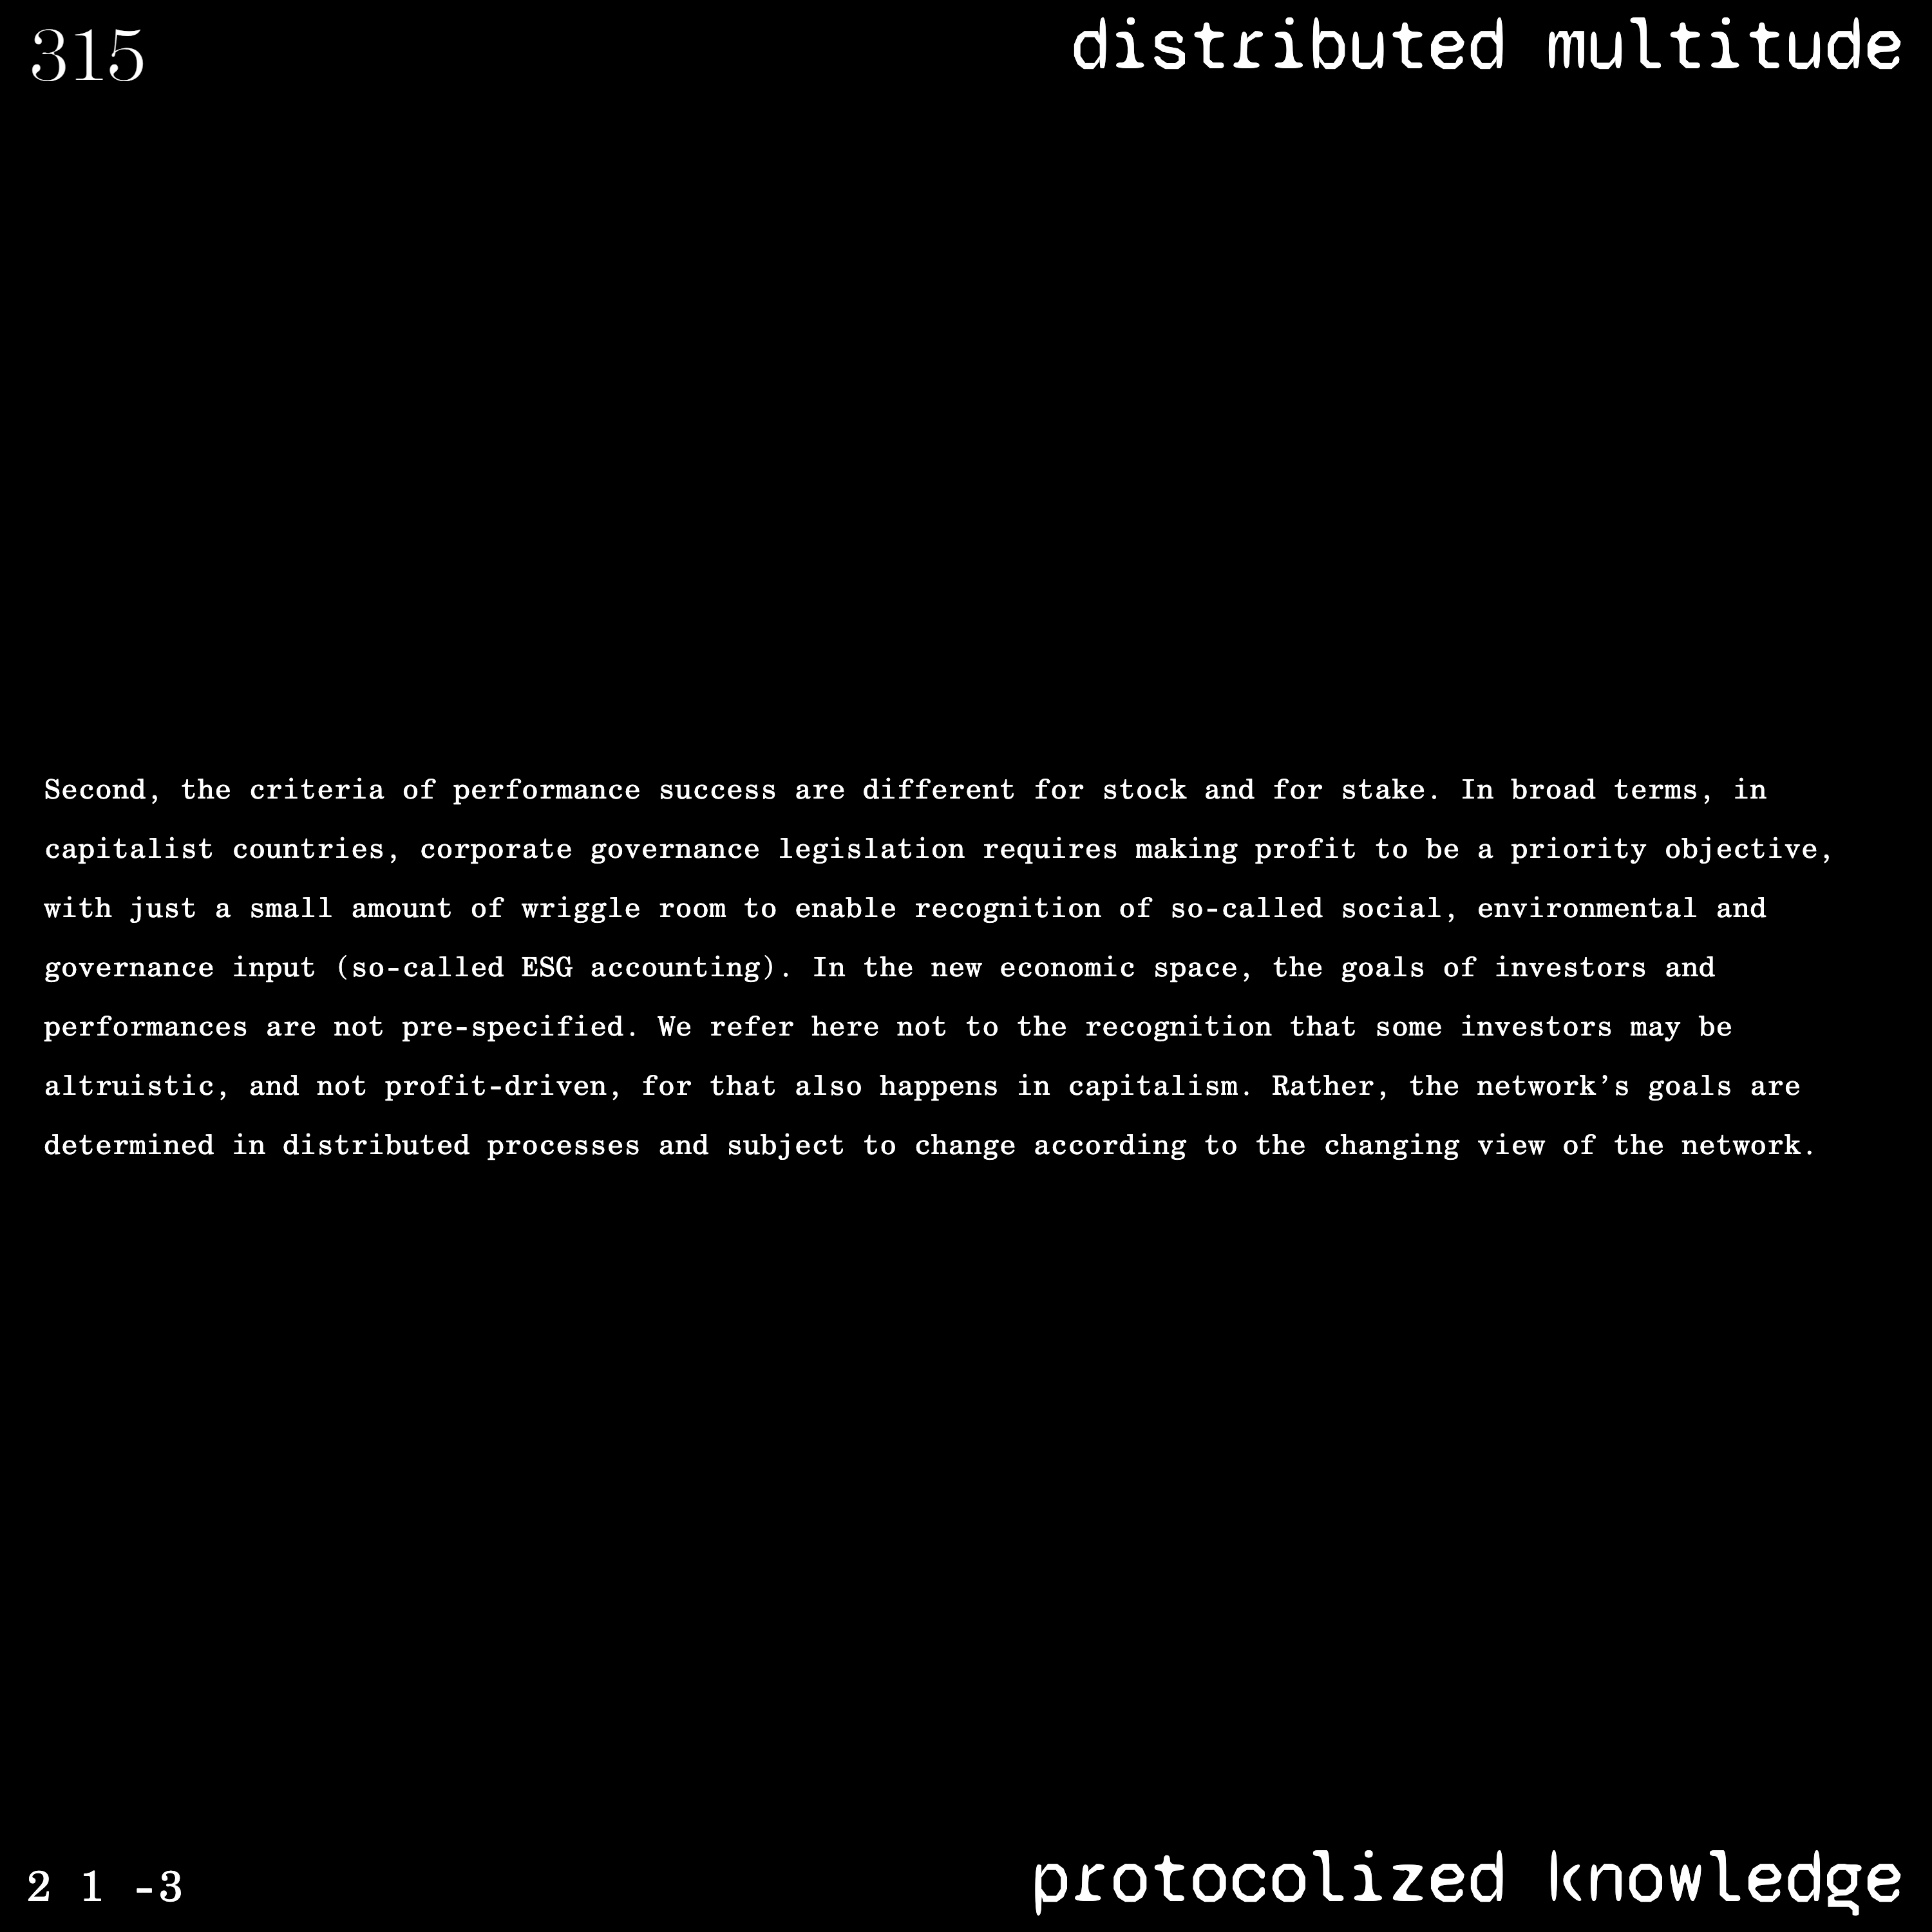 315
distributed multitude
Second, the criteria of performance success are different for stock and for stake. In broad terms, in
capitalist countries, corporate governance legislation requires making profit to be a priority objective,
with just a small amount of wriggle room to enable recognition of so-called social, environmental and
governance input (so-called ESG accounting). In the new economic space, the goals of investors and
performances are not pre-specified. We refer here not to the recognition that some investors may be
altruistic, and not profit-driven, for that also happens in capitalism. Rather, the network’s goals are
determined in distributed processes and subject to change according to the changing view of the network.
2 1 -3
protocolized knowledge